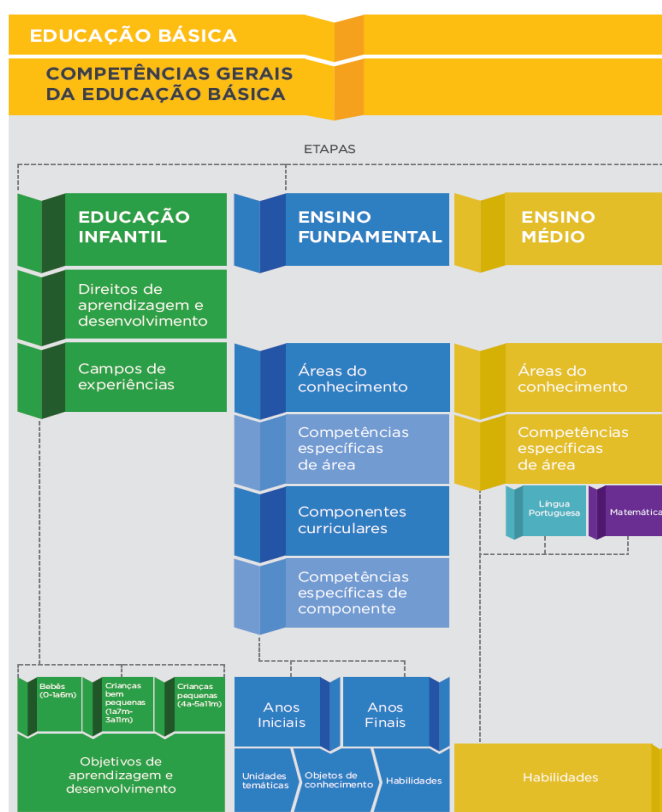 EDUCAÇÃO BÁSICA
COMPETÊNCIAS GERAIS
DA EDUCAÇÃO BÁSICA
ETAPAS
EDUCAÇÃO
INFANTIL
Direitos de
aprendizagem e
desenvolvimento
Campos de
experiências
Bebês
(0-1a6m)
Crianças
bem
pequenas
(1a7m-
3a11m)
Crianças
pequenas
(4a-5a11m)
Objetivos de
aprendizagem e
desenvolvimento
ENSINO
FUNDAMENTAL
Áreas do
conhecimento
Competências
específicas
de área
Componentes
curriculares
Competências
específicas de
componente
Anos
Iniciais
Anos
Finais
Unidades
temáticas
Objetos de
conhecimento
Habilidades
ENSINO
MÉDIO
Áreas do
conhecimento
Competências
específicas
de área
Língua
Portuguesa
Matemática
Habilidades